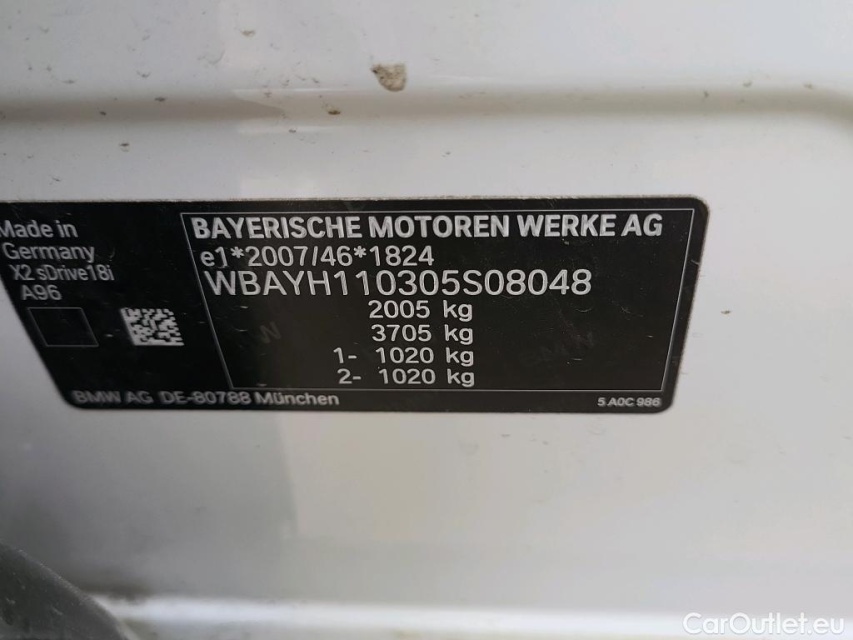 Made in
Germany
X2 sDrive18i
A96
BAYERISCHE MOTOREN WERKE AG
e1*2007/46*1824
WBAYH110305S08048
2005 kg
3705 kg
1- 1020 kg
2- 1020 kg
BMW AG DE-80788 München
5 A0C 986
CarOutlet.eu